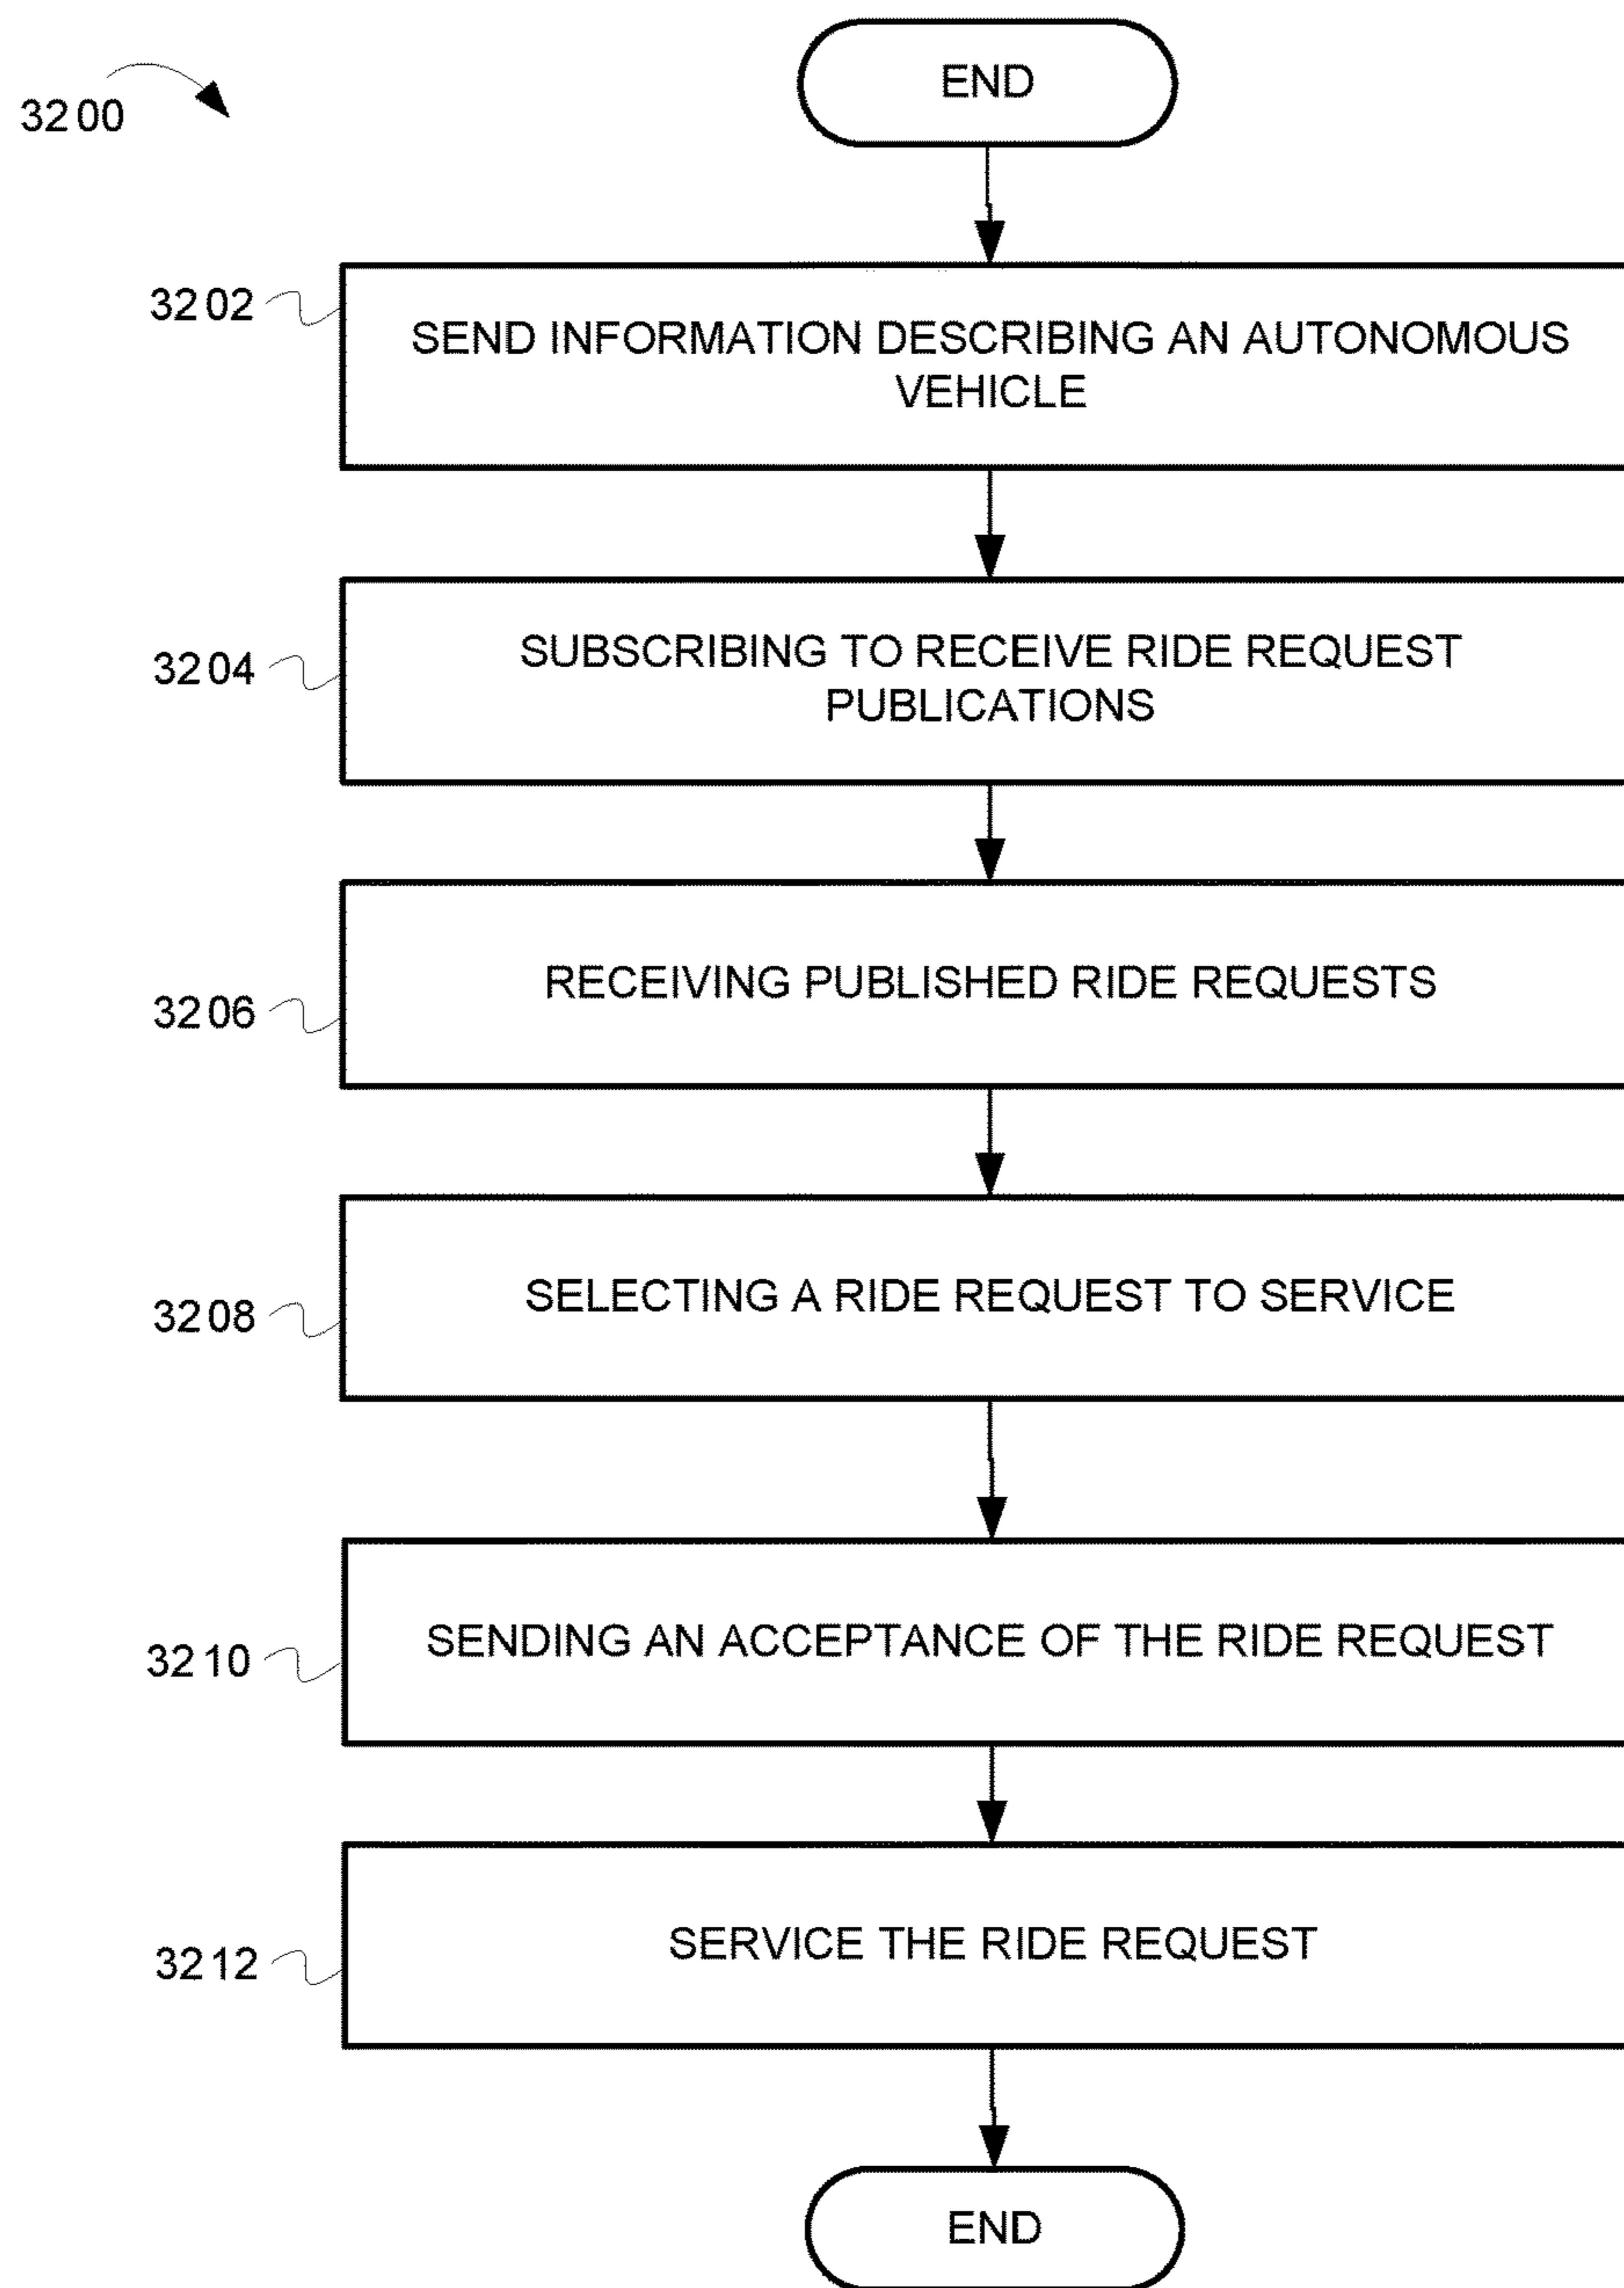 END
3200
3202
SEND INFORMATION DESCRIBING AN AUTONOMOUS
VEHICLE
3204
SUBSCRIBING TO RECEIVE RIDE REQUEST
PUBLICATIONS
3206
RECEIVING PUBLISHED RIDE REQUESTS
3208
SELECTING A RIDE REQUEST TO SERVICE
3210
SENDING AN ACCEPTANCE OF THE RIDE REQUEST
3212
SERVICE THE RIDE REQUEST
END